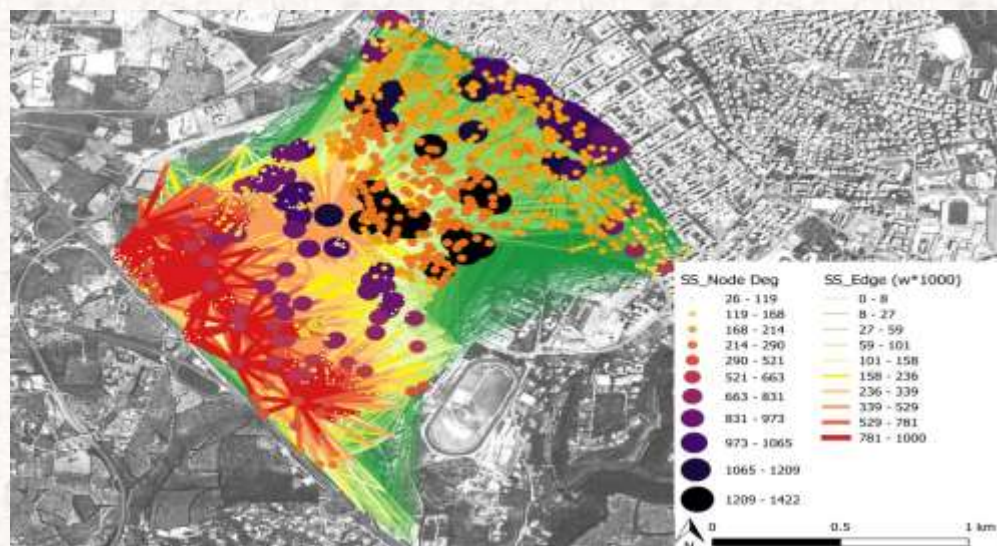 SS_Node Deg
26 - 119
119 - 168
168 - 214
214 - 290
290 - 521
521 - 663
663 - 831
831 - 973
973 - 1065
1065 - 1209
1209 - 1422
SS_Edge (w*1000)
0 - 8
8 - 27
27 - 59
59 - 101
101 - 158
158 - 236
236 - 339
339 - 529
529 - 781
781 - 1000
N
0 0.5 1 km